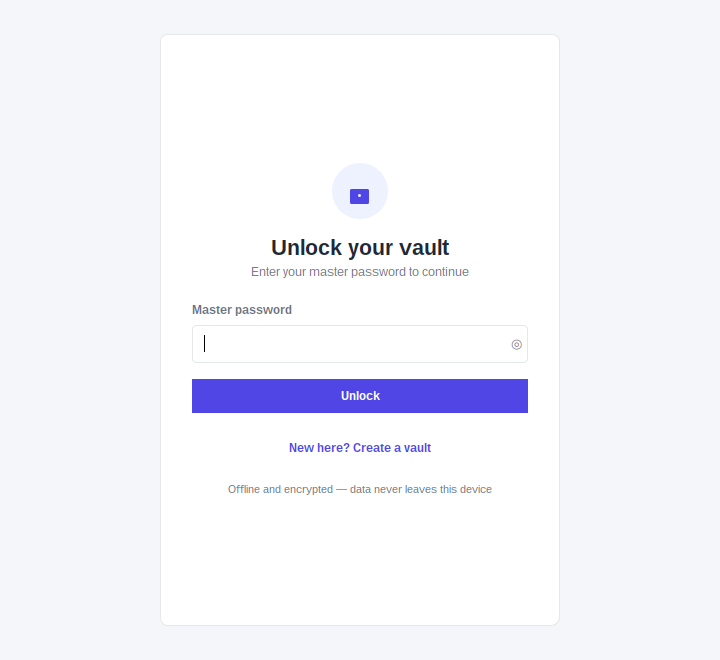 Unlock your vault
Enter your master password to continue
Master password
Unlock
New here? Create a vault
Offline and encrypted — data never leaves this device